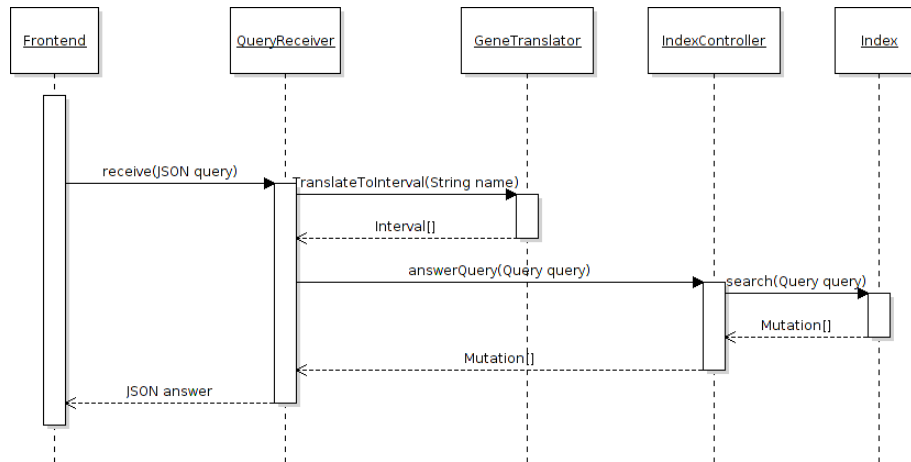 Frontend
QueryReceiver
GeneTranslator
IndexController
Index
receive(JSON query)
TranslateToInterval(String name)
Interval[]
answerQuery(Query query)
search(Query query)
Mutation[]
Mutation[]
JSON answer